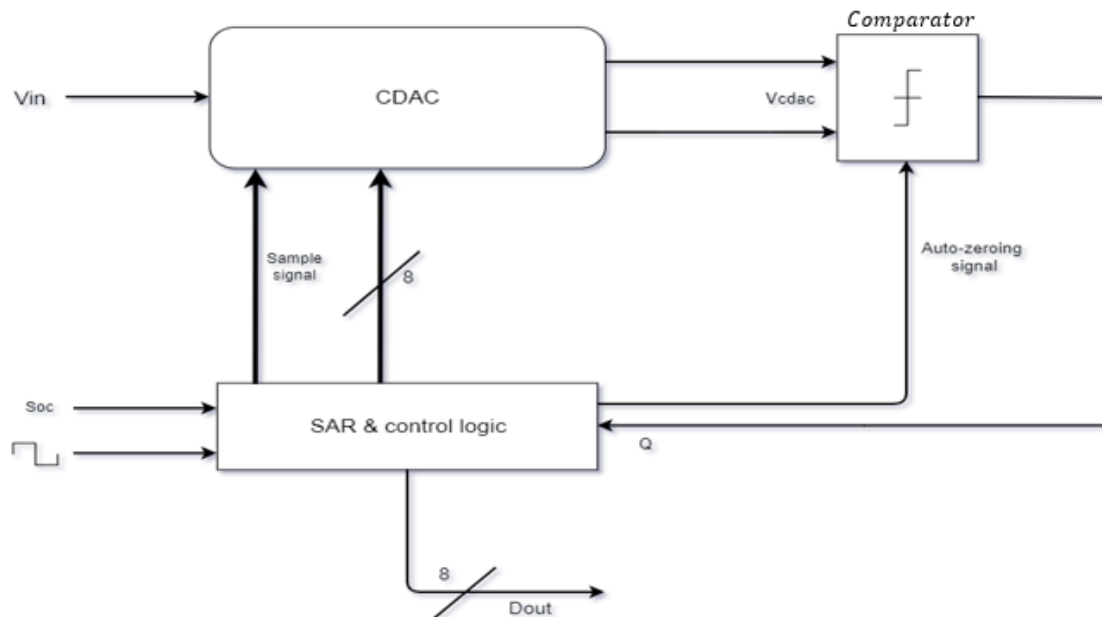 Comparator
Vin
CDAC
Vcdac
Sample
signal
8
Auto-zeroing
signal
Soc
SAR & control logic
Q
8
Dout